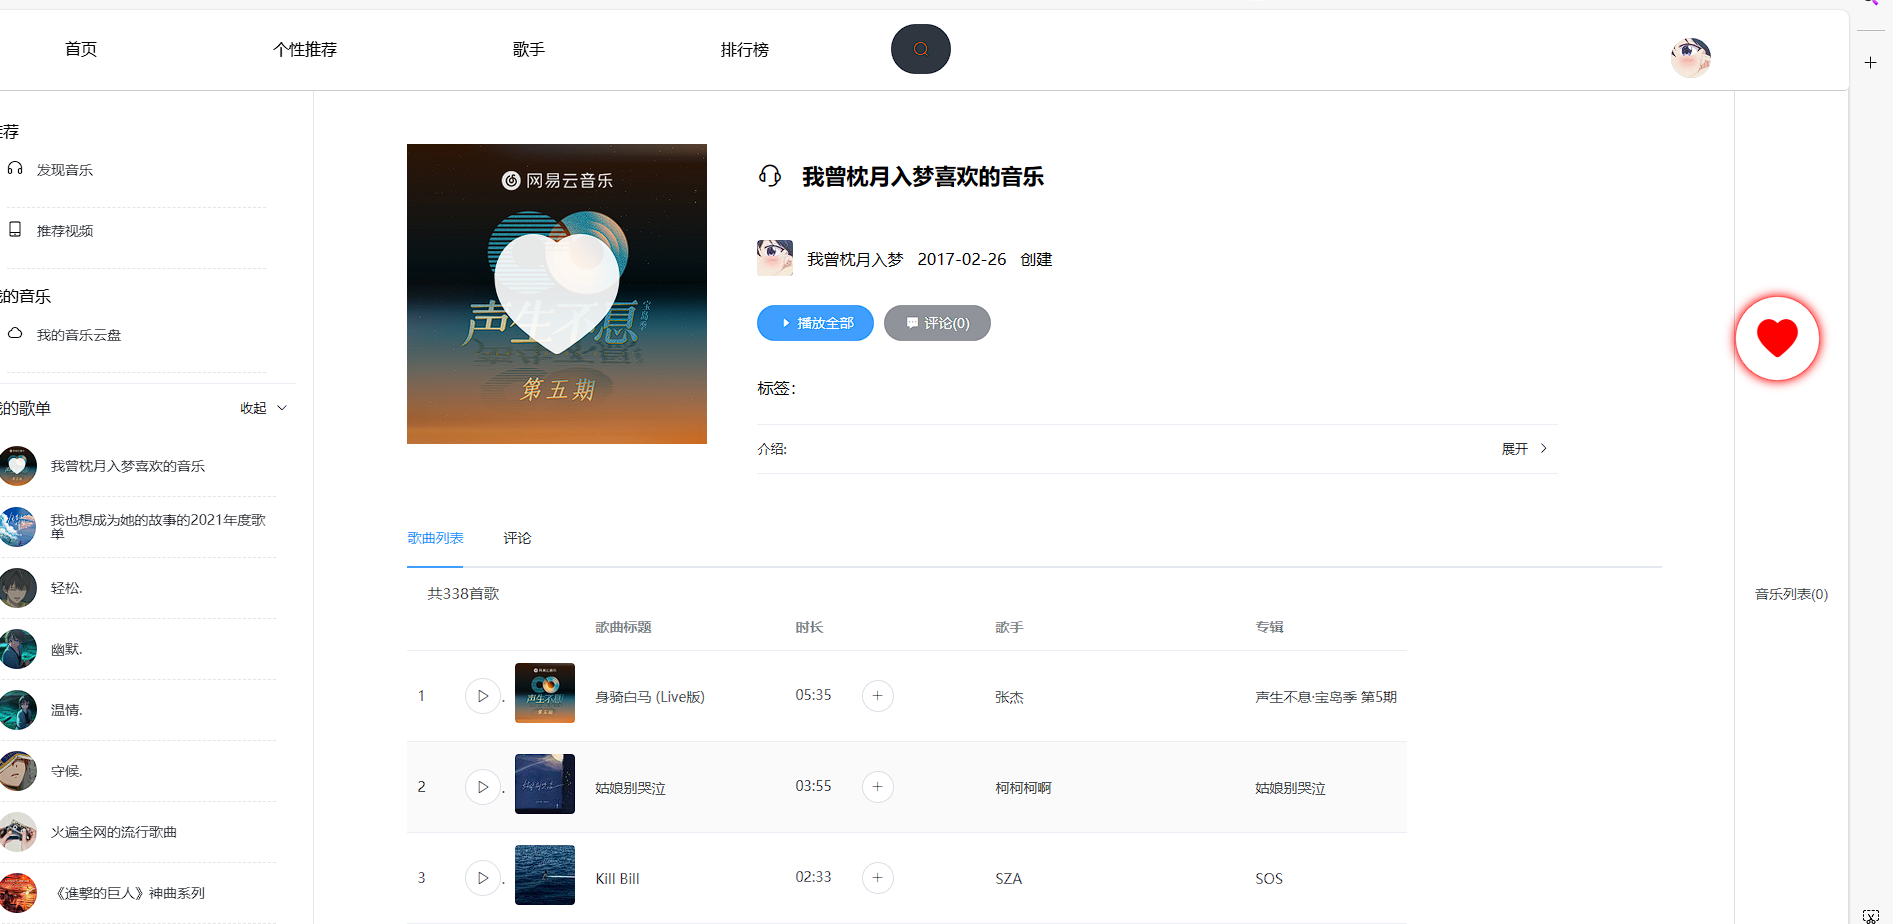 首页 个性推荐 歌手 排行榜
荐
发现音乐
推荐视频
的音乐
我的音乐云盘
的歌单 收起
我曾枕月入梦喜欢的音乐
我也想成为她的故事的2021年度歌
单
轻松.
幽默.
温情.
守候.
火遍全网的流行歌曲
《進撃的巨人》神曲系列
网易云音乐
声生不息
宝岛季
第五期
我曾枕月入梦喜欢的音乐
我曾枕月入梦 2017-02-26 创建
播放全部 评论(0)
标签：
介绍: 展开
歌曲列表 评论
共338首歌
歌曲标题 时长 歌手 专辑
1 . 身骑白马 (Live版) 05:35 张杰 声生不息·宝岛季 第5期
2 . 姑娘别哭泣 03:55 柯柯柯啊 姑娘别哭泣
3 . Kill Bill 02:33 SZA SOS
音乐列表(0)